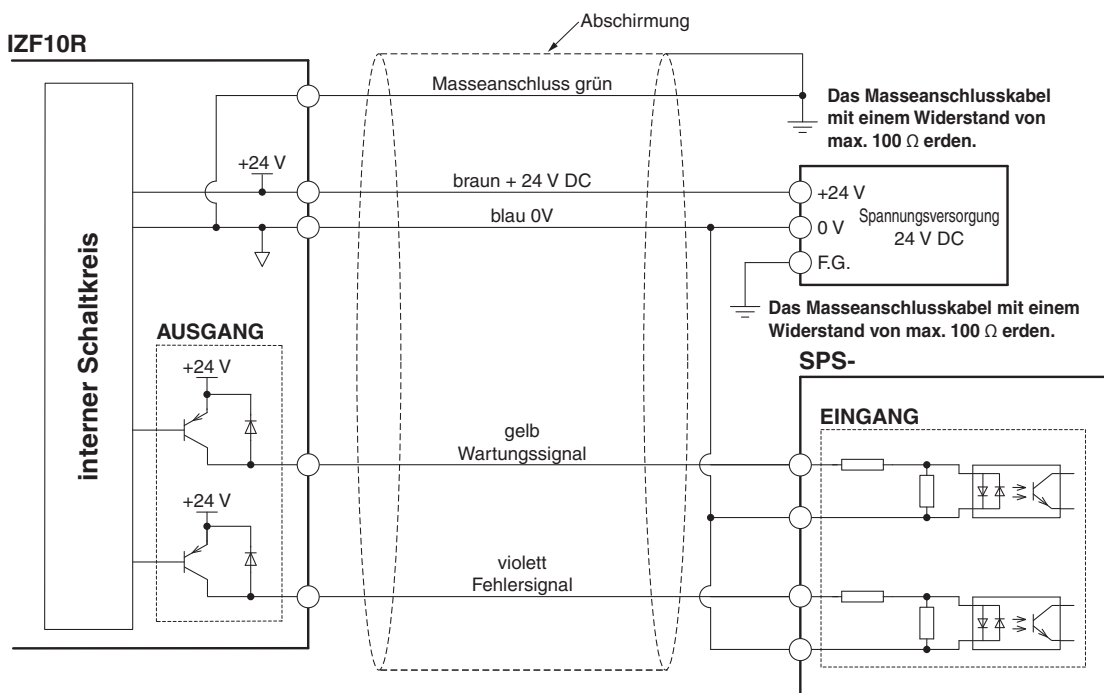 Abschirmung
IZF10R
Masseanschluss grün
Das Masseanschlusskabel
mit einem Widerstand von
max. 100 Ω erden.
+24 V
braun + 24 V DC
blau 0V
+24 V
0 V
F.G.
Spannungsversorgung
24 V DC
Das Masseanschlusskabel mit einem
Widerstand von max. 100 Ω erden.
interner Schaltkreis
AUSGANG
+24 V
+24 V
gelb
Wartungssignal
violett
Fehlersignal
SPS-
EINGANG